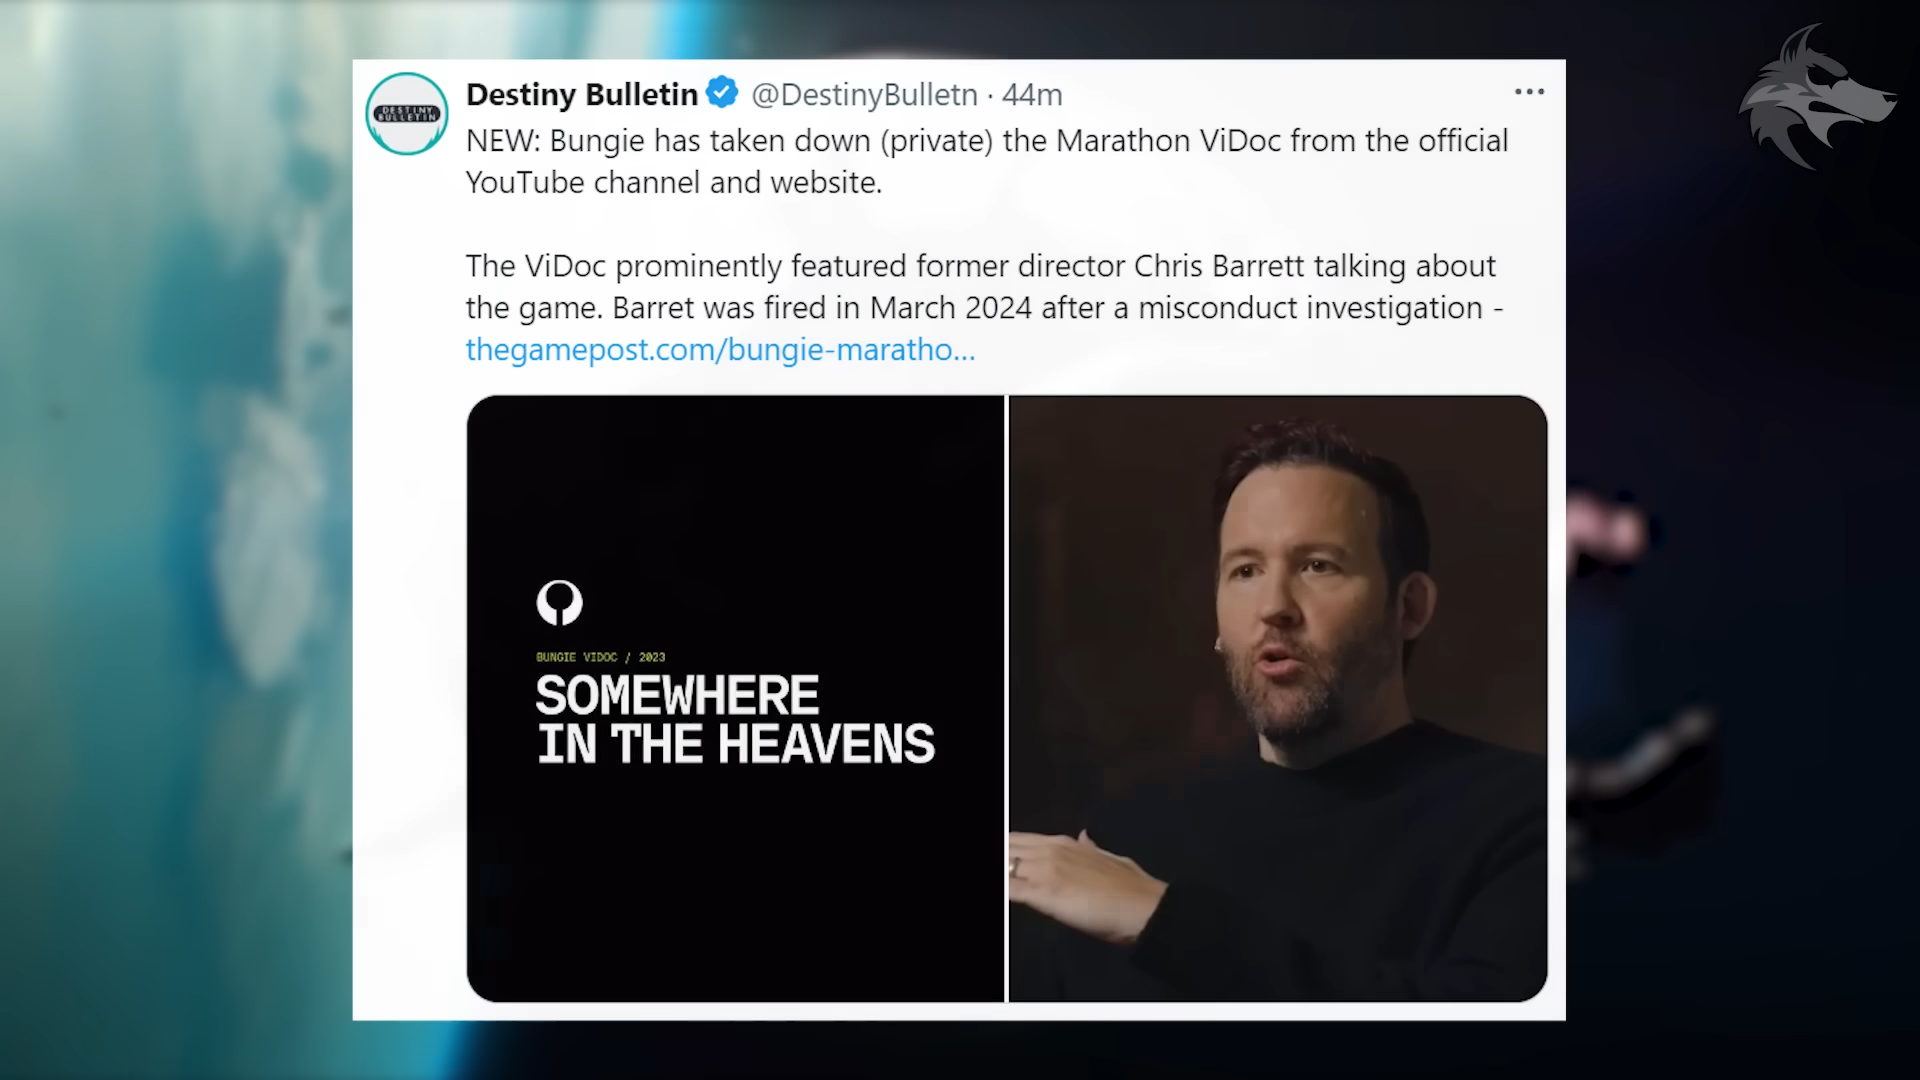 Destiny Bulletin @DestinyBulletn · 44m
NEW: Bungie has taken down (private) the Marathon ViDoc from the official
YouTube channel and website.
The ViDoc prominently featured former director Chris Barrett talking about
the game. Barret was fired in March 2024 after a misconduct investigation -
thegamepost.com/bungie-maratho...
DESTINY
BULLETIN
BUNGIE VIDOC / 2023
SOMEWHERE
IN THE HEAVENS